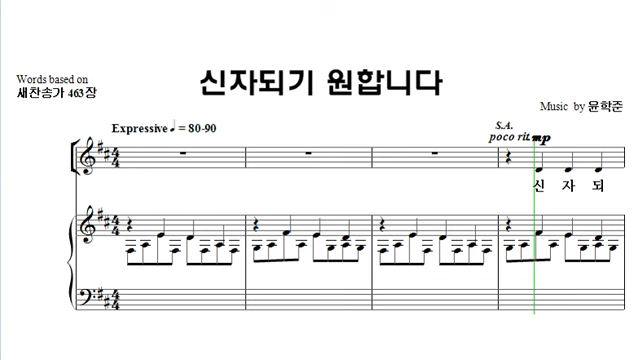 신자되기 원합니다
Words based on
새찬송가 463장
Music by 윤학준
Expressive ♩ = 80-90
S.A.
poco rit.
mp
신 자 되